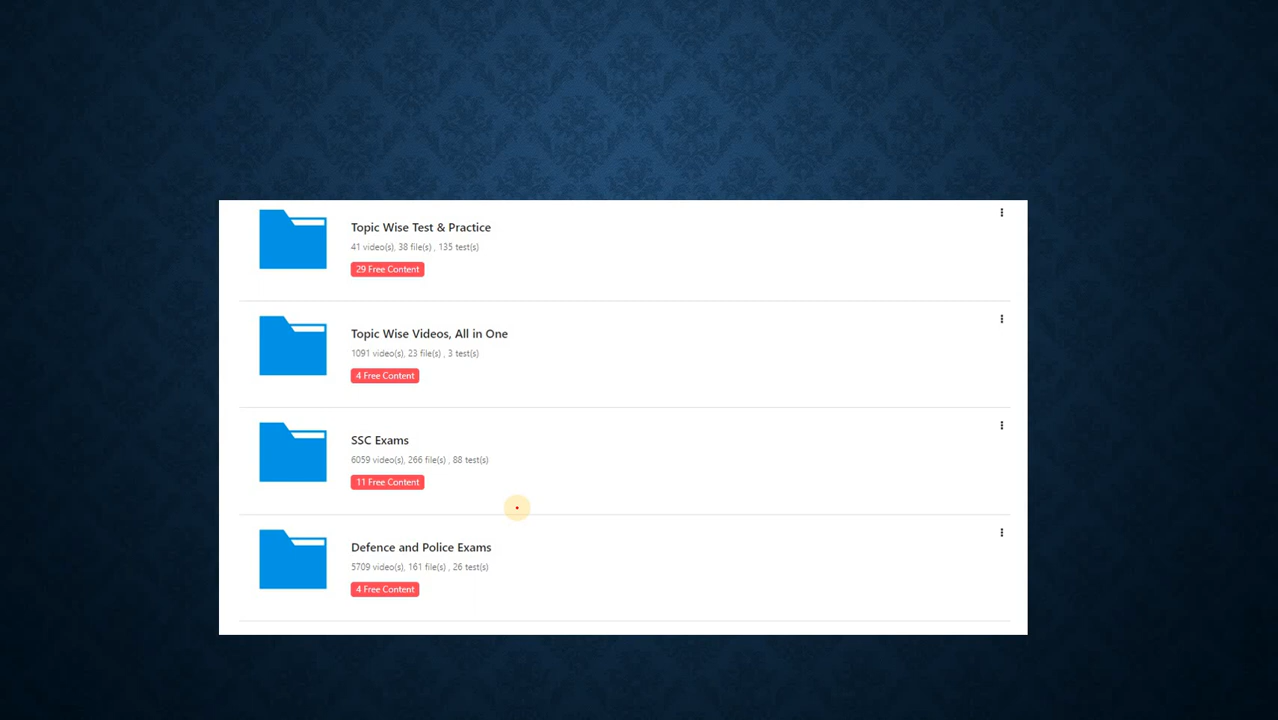 Topic Wise Test & Practice
41 video(s), 38 file(s) , 135 test(s)
29 Free Content
Topic Wise Videos, All in One
1091 video(s), 23 file(s) , 3 test(s)
4 Free Content
SSC Exams
6059 video(s), 266 file(s) , 88 test(s)
11 Free Content
Defence and Police Exams
5709 video(s), 161 file(s) , 26 test(s)
4 Free Content